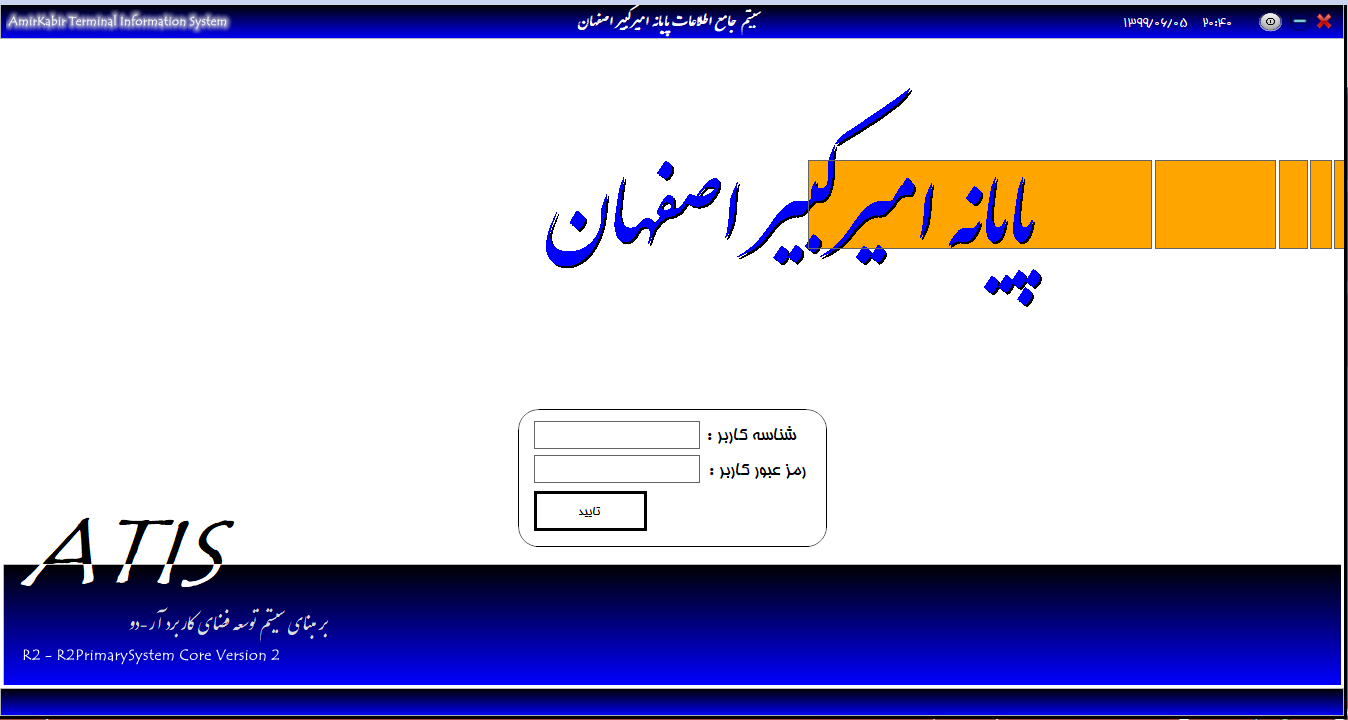 AmirKabir Terminal Information System
سیستم جامع اطلاعات پایانه امیرکبیر اصفهان
۱۳۹۹/۰۶/۰۵ ۲۰:۴۰
پایانه امیرکبیر اصفهان
شناسه کاربر :
رمز عبور کاربر :
تایید
ATIS
بر مبنای سیستم توسعه فضای کاربرد آر-دو
R2 - R2PrimarySystem Core Version 2